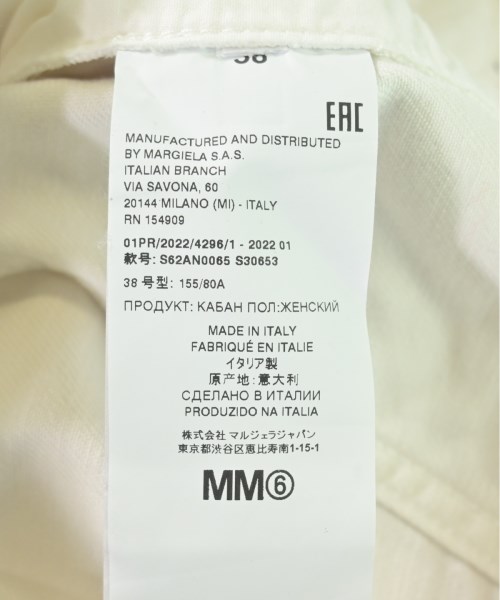 38
EAC
MANUFACTURED AND DISTRIBUTED
BY MARGIELA S.A.S.
ITALIAN BRANCH
VIA SAVONA, 60
20144 MILANO (MI) - ITALY
RN 154909
01PR/2022/4296/1 - 2022 01
款号: S62AN0065 S30653
38 号型: 155/80A
ПРОДУКТ: КАБАН ПОЛ:ЖЕНСКИЙ
MADE IN ITALY
FABRIQUÉ EN ITALIE
イタリア製
原产地:意大利
СДЕЛАНО В ИТАЛИИ
PRODUZIDO NA ITALIA
株式会社 マルジェラジャパン
東京都渋谷区恵比寿南1-15-1
MM⑥